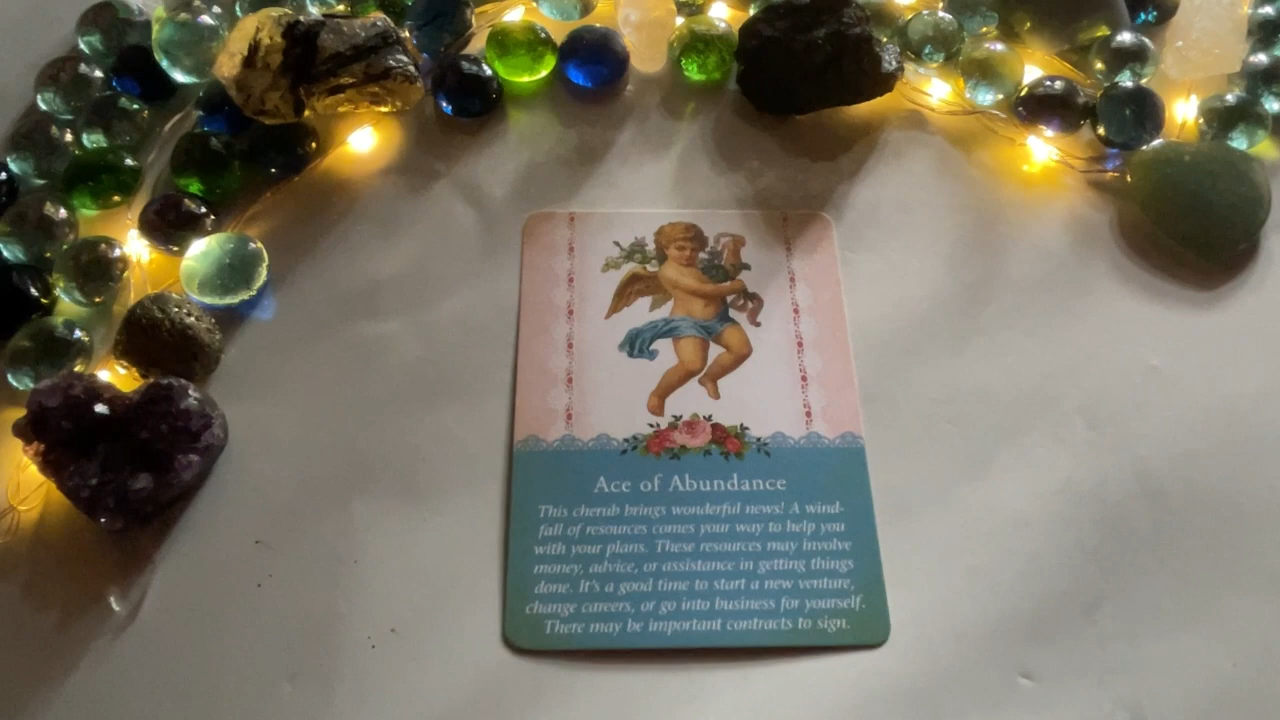 Ace of Abundance
This cherub brings wonderful news! A wind-
fall of resources comes your way to help you
with your plans. These resources may involve
money, advice, or assistance in getting things
done. It's a good time to start a new venture,
change careers, or go into business for yourself.
There may be important contracts to sign.